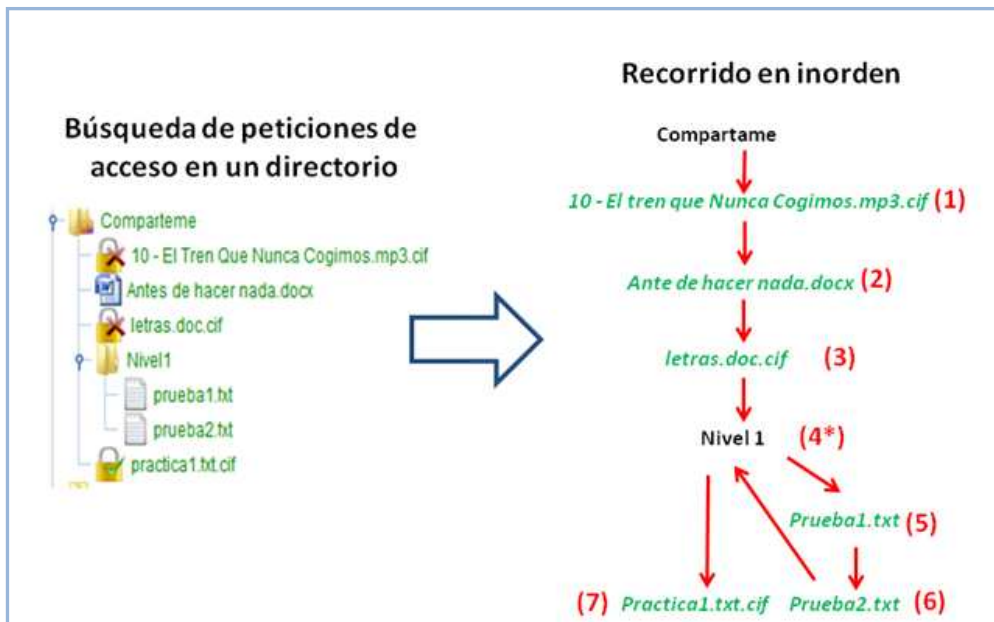 Búsqueda de peticiones de
acceso en un directorio
Comparteme
10 - El Tren Que Nunca Cogimos.mp3.cif
Antes de hacer nada.docx
letras.doc.cif
Nivel1
prueba1.txt
prueba2.txt
practica1.txt.cif
Recorrido en inorden
Compartame
10 - El tren que Nunca Cogimos.mp3.cif (1)
Ante de hacer nada.docx (2)
letras.doc.cif (3)
Nivel 1 (4*)
Prueba1.txt (5)
(7) Practica1.txt.cif Prueba2.txt (6)